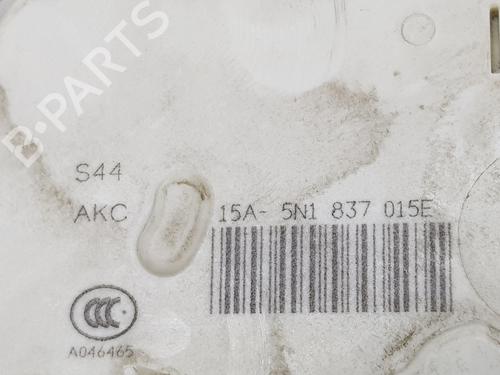 B-PARTS
S44
AKC
15A- 5N1 837 015E
CCC
A046465